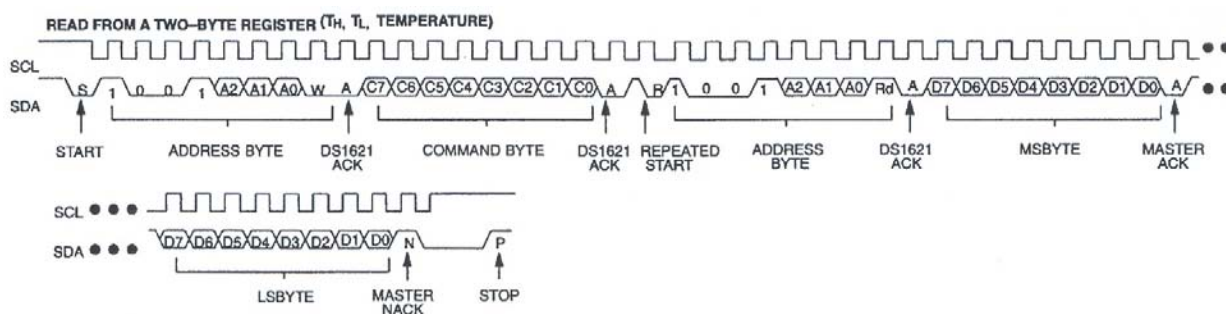 READ FROM A TWO–BYTE REGISTER (TH, TL, TEMPERATURE)
SCL
SDA S 1 0 0 1 A2 A1 A0 W A C7 C6 C5 C4 C3 C2 C1 C0 A R 1 0 0 1 A2 A1 A0 Rd A D7 D6 D5 D4 D3 D2 D1 D0 A
START ADDRESS BYTE DS1621 ACK COMMAND BYTE DS1621 ACK REPEATED START ADDRESS BYTE DS1621 ACK MSBYTE MASTER ACK
SCL
SDA D7 D6 D5 D4 D3 D2 D1 D0 N P
LSBYTE MASTER NACK STOP